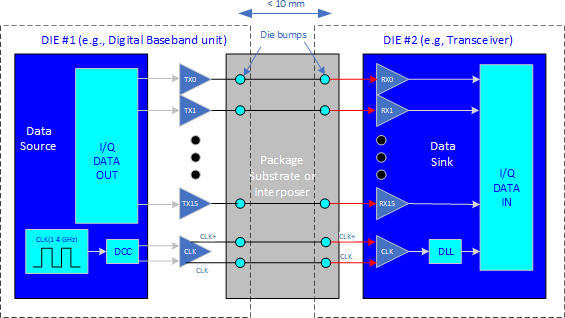 < 10 mm
DIE #1 (e.g., Digital Baseband unit)
Die bumps
DIE #2 (e.g, Transceiver)
TX0
RX0
TX1
RX1
Data
Source
I/Q
DATA
OUT
Package
Substrate or
interposer
Data
Sink
I/Q
DATA
IN
TX15
RX15
CLK(1-4 GHz)
DCC
CLK+
CLK
CLK-
CLK+
CLK-
CLK
DLL